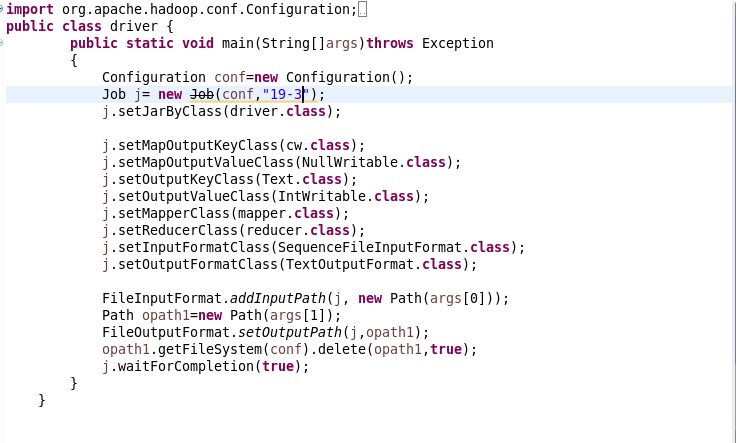 import org.apache.hadoop.conf.Configuration;
public class driver {
        public static void main(String[]args)throws Exception
        {
            Configuration conf=new Configuration();
            Job j= new Job(conf,"19-3");
            j.setJarByClass(driver.class);

            j.setMapOutputKeyClass(cw.class);
            j.setMapOutputValueClass(NullWritable.class);
            j.setOutputKeyClass(Text.class);
            j.setOutputValueClass(IntWritable.class);
            j.setMapperClass(mapper.class);
            j.setReducerClass(reducer.class);
            j.setInputFormatClass(SequenceFileInputFormat.class);
            j.setOutputFormatClass(TextOutputFormat.class);

            FileInputFormat.addInputPath(j, new Path(args[0]));
            Path opath1=new Path(args[1]);
            FileOutputFormat.setOutputPath(j,opath1);
            opath1.getFileSystem(conf).delete(opath1,true);
            j.waitForCompletion(true);
        }
    }